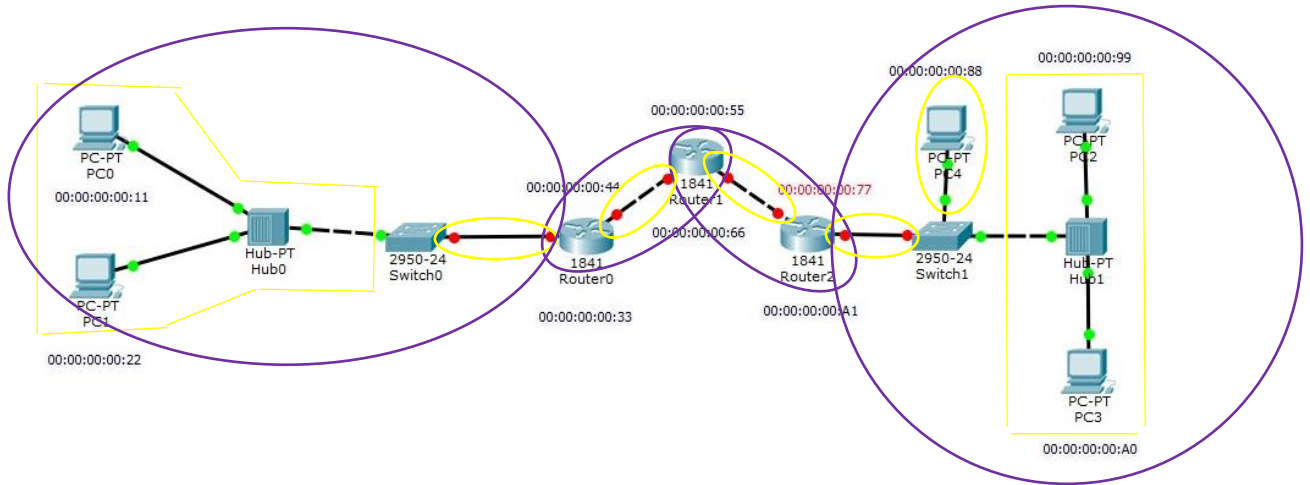 00:00:00:00:99
00:00:00:00:88
00:00:00:00:55
PC-PT
PC0
00:00:00:00:11
PC-PT
PC4
PC-PT
PC2
00:00:00:00:44
1841
Router1
00:00:00:00:77
00:00:00:00:66
Hub-PT
Hub0
2950-24
Switch0
1841
Router0
1841
Router2
2950-24
Switch1
Hub-PT
Hub1
PC-PT
PC1
00:00:00:00:33
00:00:00:00:A1
00:00:00:00:22
PC-PT
PC3
00:00:00:00:A0